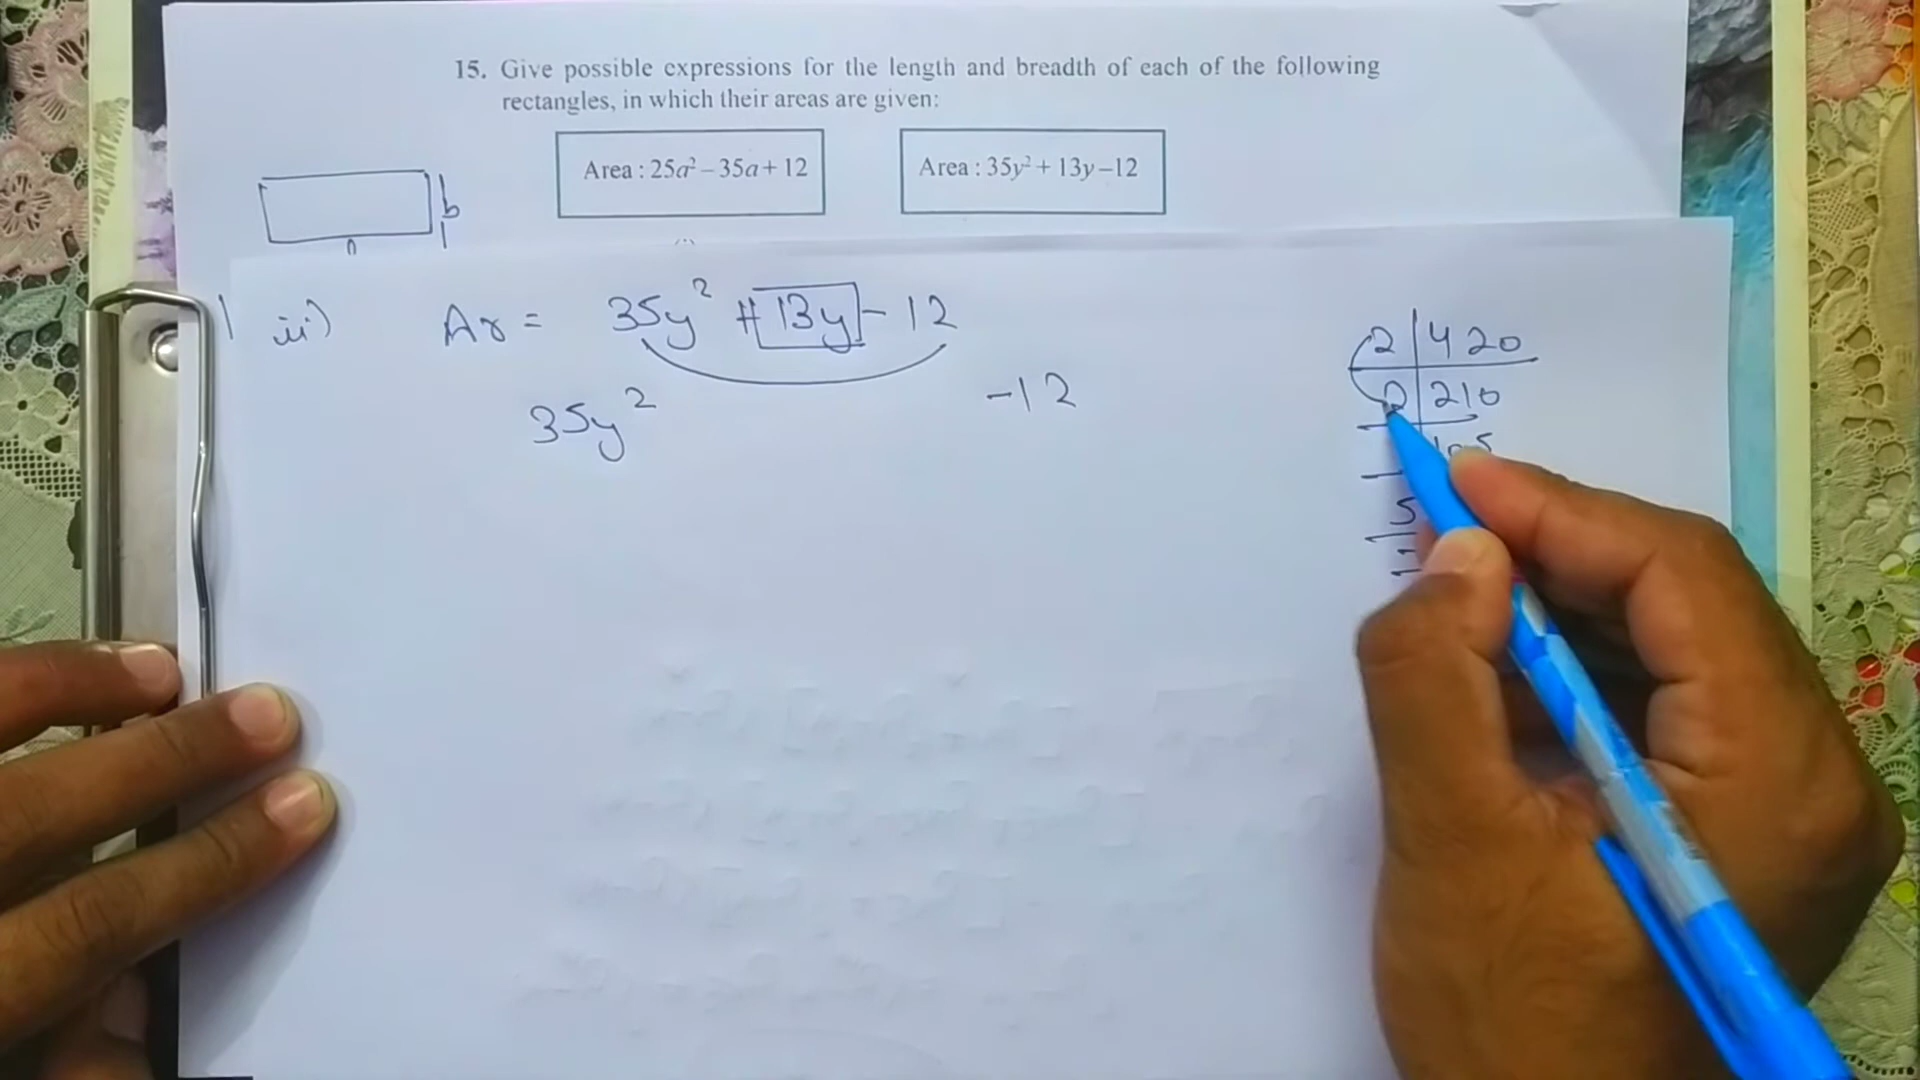 15. Give possible expressions for the length and breadth of each of the following
rectangles, in which their areas are given:
Area : 25a² – 35a + 12
Area : 35y² + 13y – 12
b
ii) Ar = 35y² + 13y - 12
35y² -12
2 | 420
2 | 210
105
5